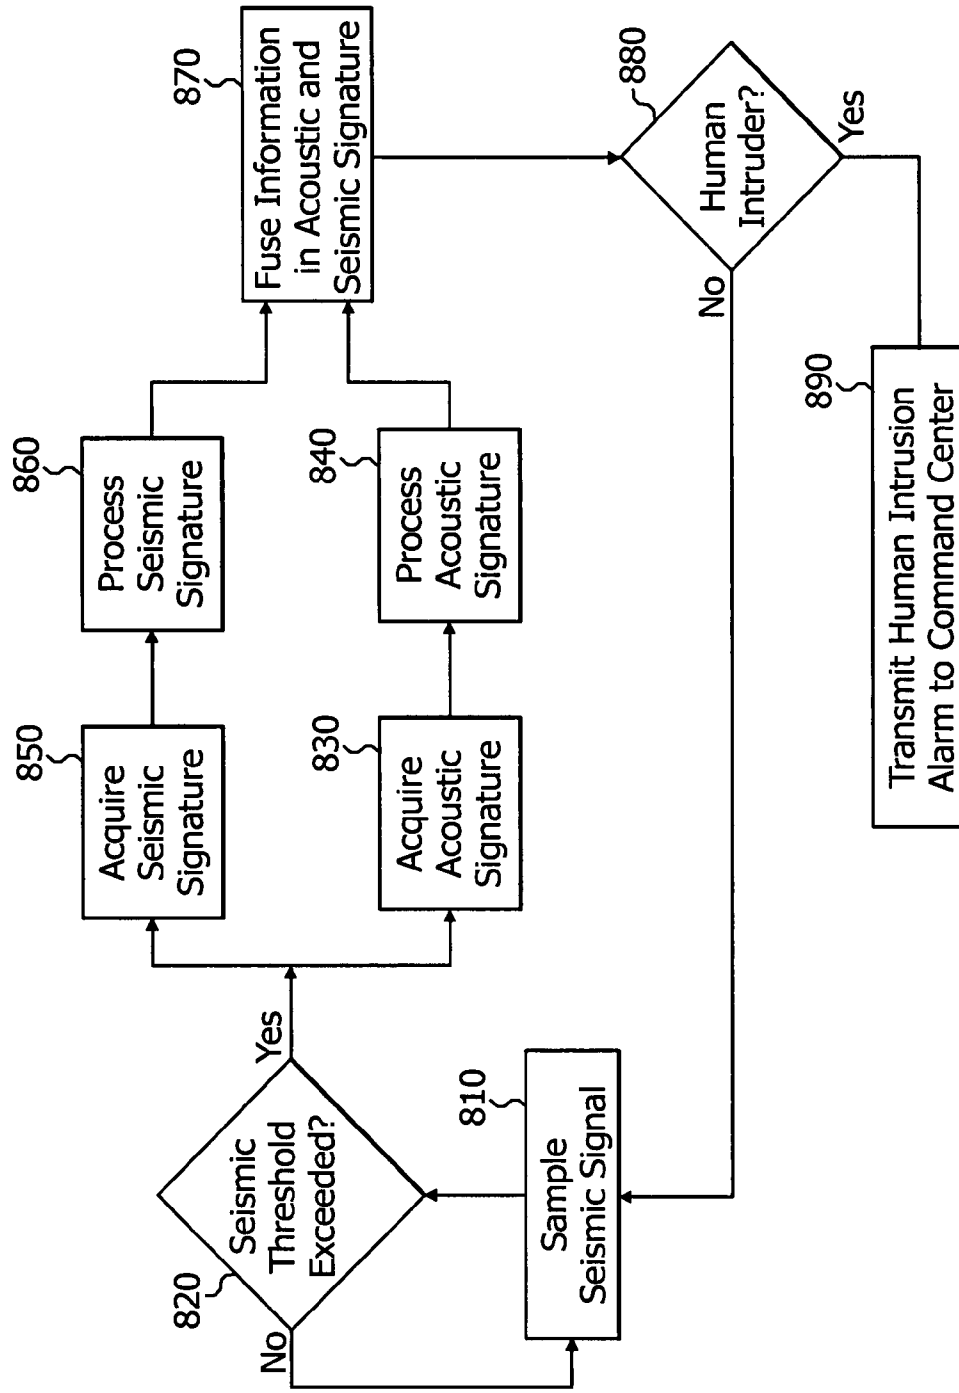 820
Seismic
Threshold
Exceeded?
No
Yes
810
Sample
Seismic Signal
850
Acquire
Seismic
Signature
860
Process
Seismic
Signature
830
Acquire
Acoustic
Signature
840
Process
Acoustic
Signature
870
Fuse Information
in Acoustic and
Seismic Signature
880
Human
Intruder?
No
Yes
890
Transmit Human Intrusion
Alarm to Command Center